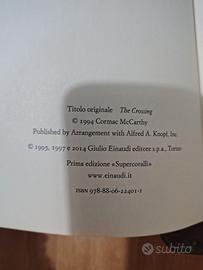 Titolo originale The Crossing
© 1994 Cormac McCarthy
Published by Arrangement with Alfred A. Knopf, Inc.
© 1995, 1997 e 2014 Giulio Einaudi editore s.p.a., Torino
Prima edizione «Supercoralli»
www.einaudi.it
ISBN 978-88-06-22401-1
subito